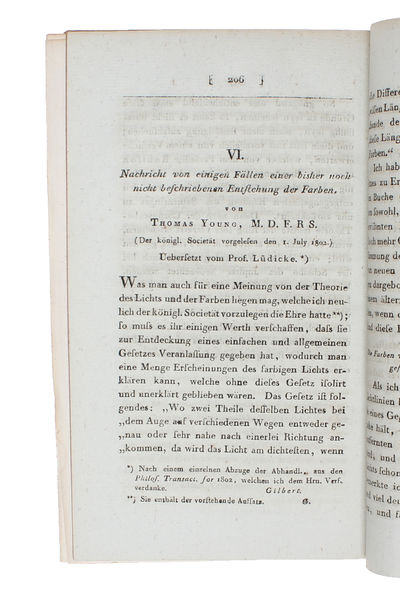 [ 206 ]
VI.
Nachricht von einigen Fällen einer bisher noch
nicht beſchriebenen Entſtehung der Farben,
von
Thomas Young, M. D. F. R S.
(Der königl. Societät vorgeleſen den 1. July 1802.)
Ueberſetzt vom Prof. Lüdicke. *)
Was man auch für eine Meinung von der Theorie
des Lichts und der Farben hegen mag, welche ich neu-
lich der königl. Societät vorzulegen die Ehre hatte **);
ſo muſs es ihr einigen Werth verſchaffen, daſs ſie
zur Entdeckung eines einfachen und allgemeinen
Geſetzes Veranlaſſung gegeben hat, wodurch man
eine Menge Erſcheinungen des farbigen Lichts er-
klären kann, welche ohne dieſes Geſetz iſolirt
und unerklärt geblieben wären. Das Geſetz iſt fol-
gendes: „Wo zwei Theile deſſelben Lichtes bei
„dem Auge auf verſchiedenen Wegen entweder ge-
„nau oder ſehr nahe nach einerlei Richtung an-
„kommen, da wird das Licht am dichteſten, wenn
*) Nach einem einzelnen Abzuge der Abhandl. aus den
Philoſ. Transact. for 1802, welchen ich dem Hrn. Verf.
verdanke. Gilbert.
**) Sie enthält der vorſtehende Aufſatz. G.